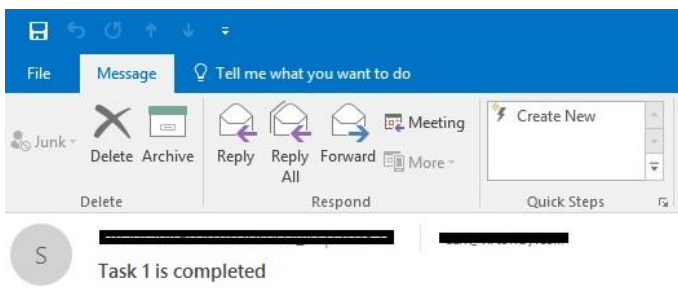 File Message Tell me what you want to do
Junk Delete Archive Reply Reply All Forward Meeting More Create New
Delete Respond Quick Steps
S
Task 1 is completed